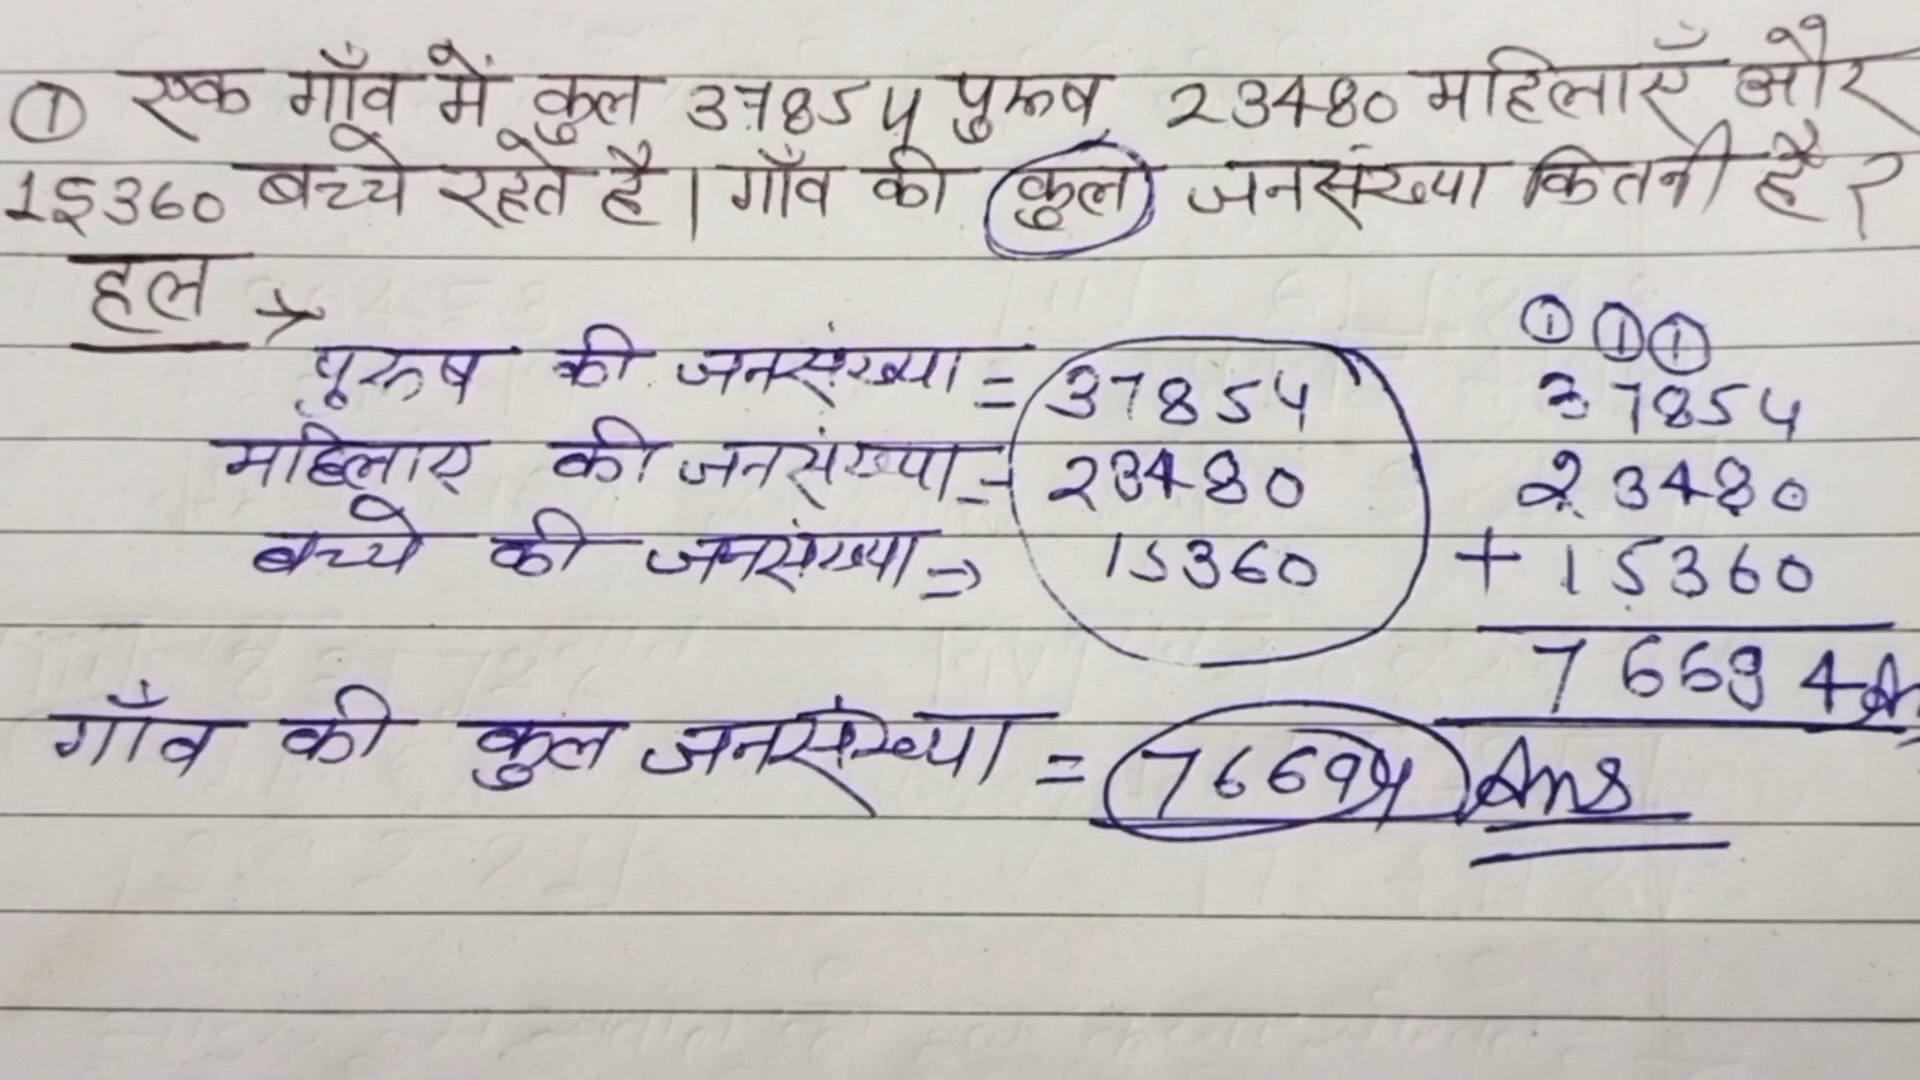 ① एक गाँव में कुल 37854 पुरुष, 23480 महिलाएँ और
15360 बच्चे रहते है। गाँव की कुल जनसंख्या कितनी है?
हल →
① ① ①
पुरुष की जनसंख्या = 37854 37854
महिलाए की जनसंख्या = 23480 23480
बच्चे की जनसंख्या => 15360 + 15360
76694 An
गाँव की कुल जनसंख्या = 76694 Ans